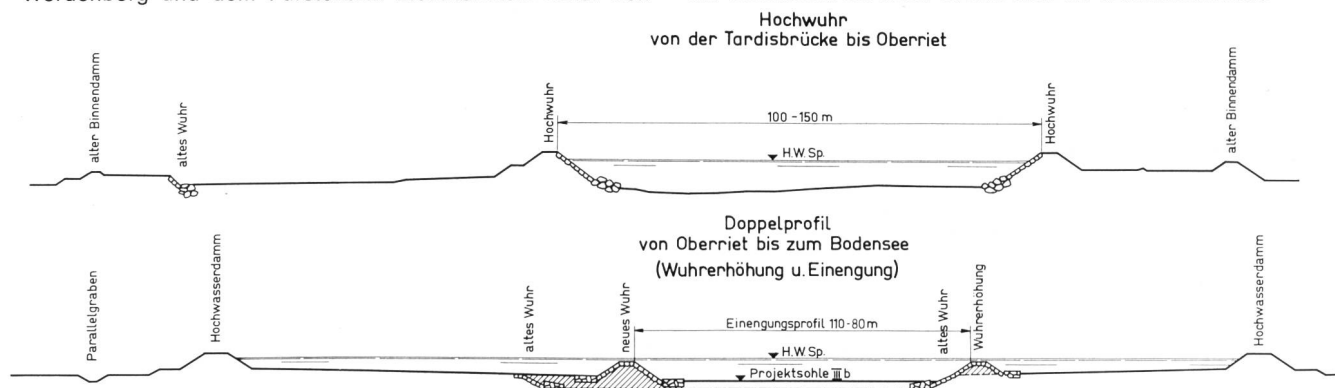 Hochwuhr
von der Tardisbrücke bis Oberriet
alter Binnendamm
altes Wuhr
Hochwuhr
100 - 150 m
Hochwuhr
alter Binnendamm
H.W. Sp.
Doppelprofil
von Oberriet bis zum Bodensee
(Wuhrerhöhung u. Einengung)
Parallelgraben
Hochwasserdamm
altes Wuhr
neues Wuhr
Einengungsprofil 110-80m
altes Wuhr
Wuhrerhöhung
Hochwasserdamm
H.W. Sp.
Projektsohle III b